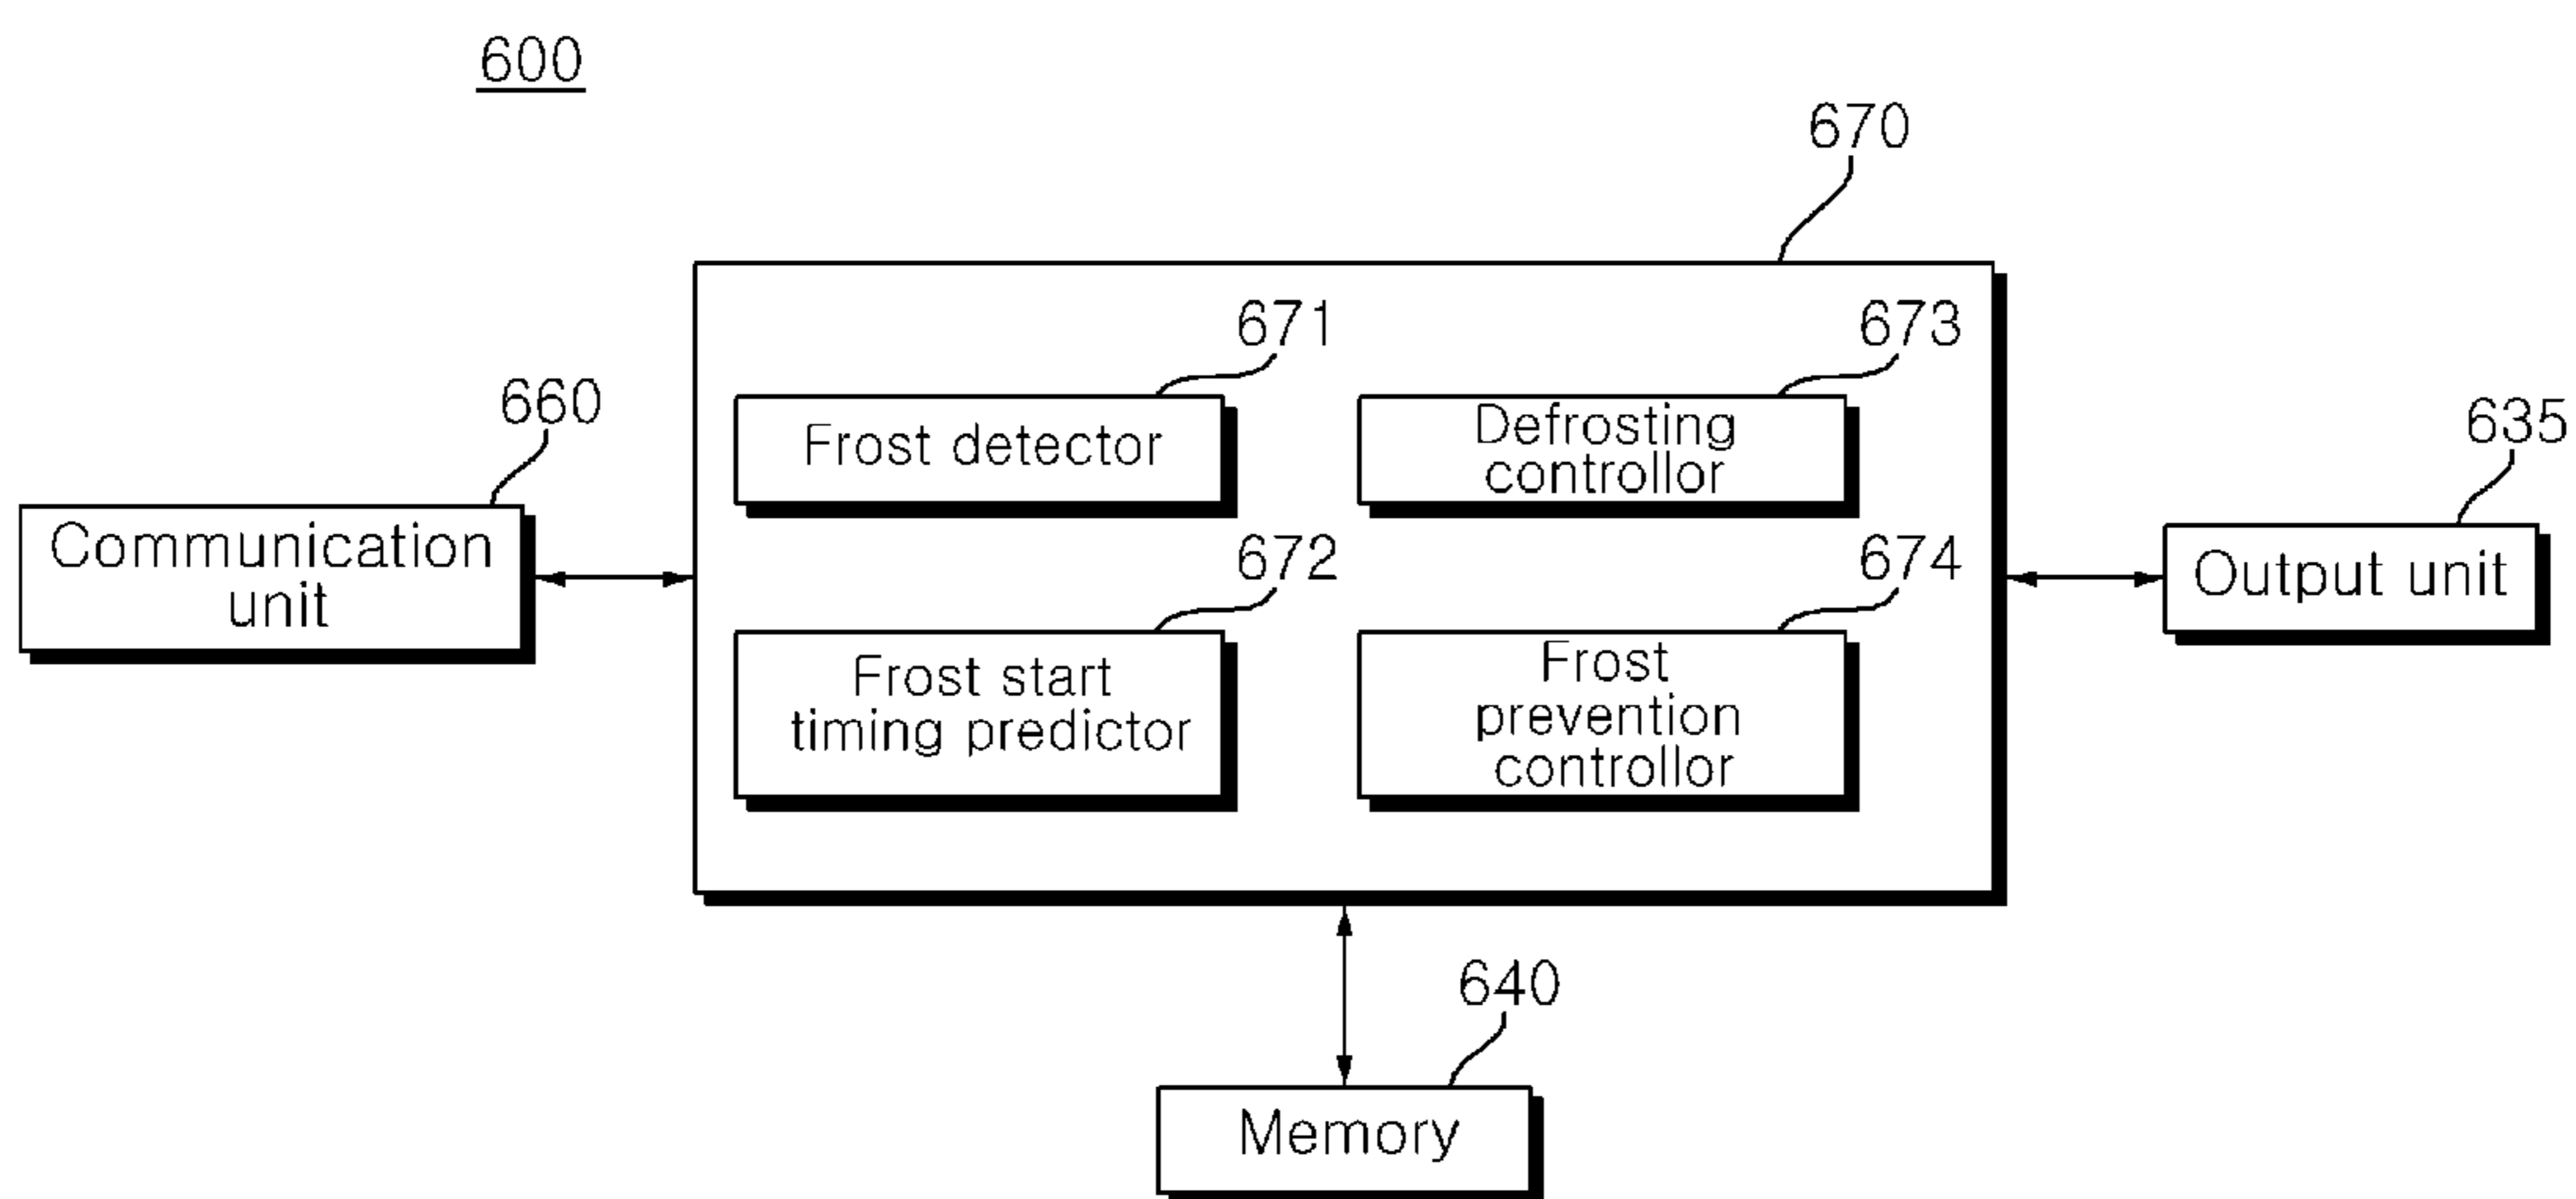 600
670
671
673
660
Frost detector
Defrosting
controllor
635
Communication
unit
672
674
Output unit
Frost start
timing predictor
Frost
prevention
controllor
640
Memory